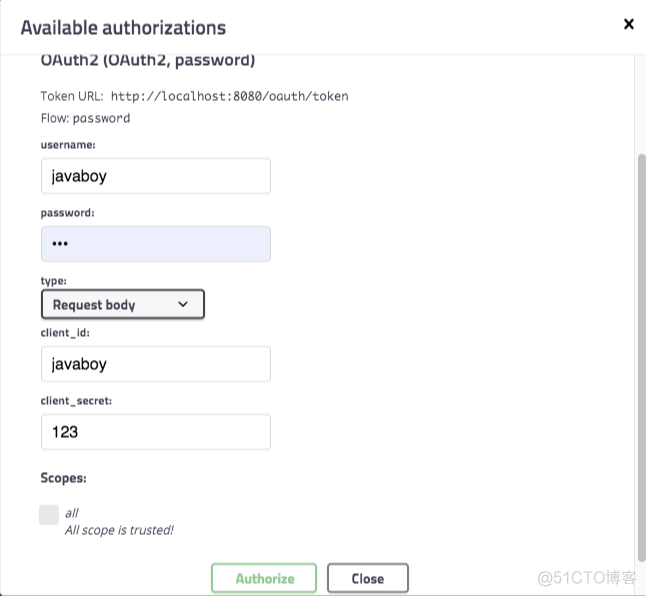 Available authorizations
×
OAuth2 (OAuth2, password)
Token URL: http://localhost:8080/oauth/token
Flow: password
username:
javaboy
password:
•••
type:
Request body
client_id:
javaboy
client_secret:
123
Scopes:
all
All scope is trusted!
Authorize Close
@51CTO博客